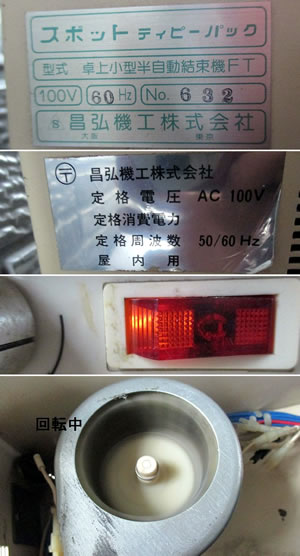 スポット ティピーパック
型式 卓上小型半自動結束機FT
100V 60Hz No. 632
S 昌弘機工株式会社
大阪 東京
〒 昌弘機工株式会社
定格電圧 AC 100V
定格消費電力
定格周波数 50/60 Hz
屋内用
回転中